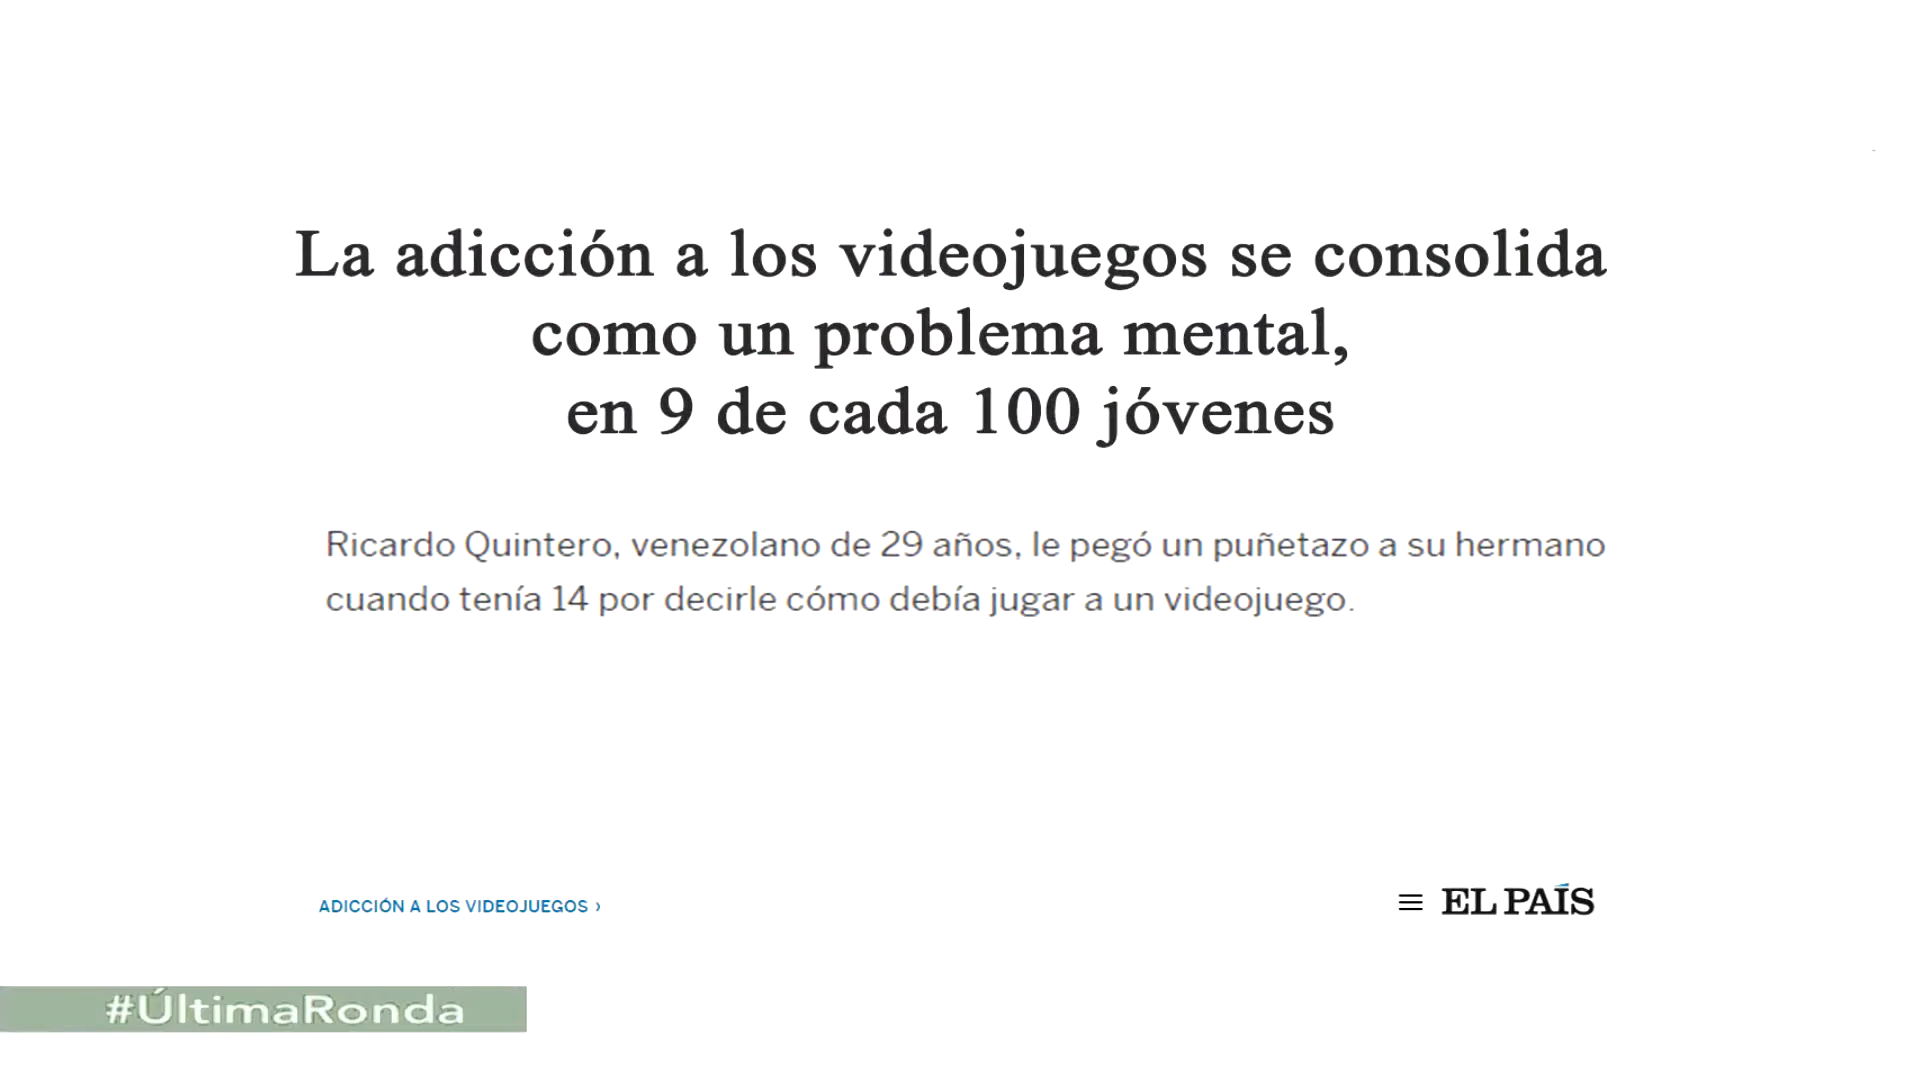 La adicción a los videojuegos se consolida
como un problema mental,
en 9 de cada 100 jóvenes
Ricardo Quintero, venezolano de 29 años, le pegó un puñetazo a su hermano
cuando tenía 14 por decirle cómo debía jugar a un videojuego.
ADICCIÓN A LOS VIDEOJUEGOS ›
EL PAÍS
#ÚltimaRonda